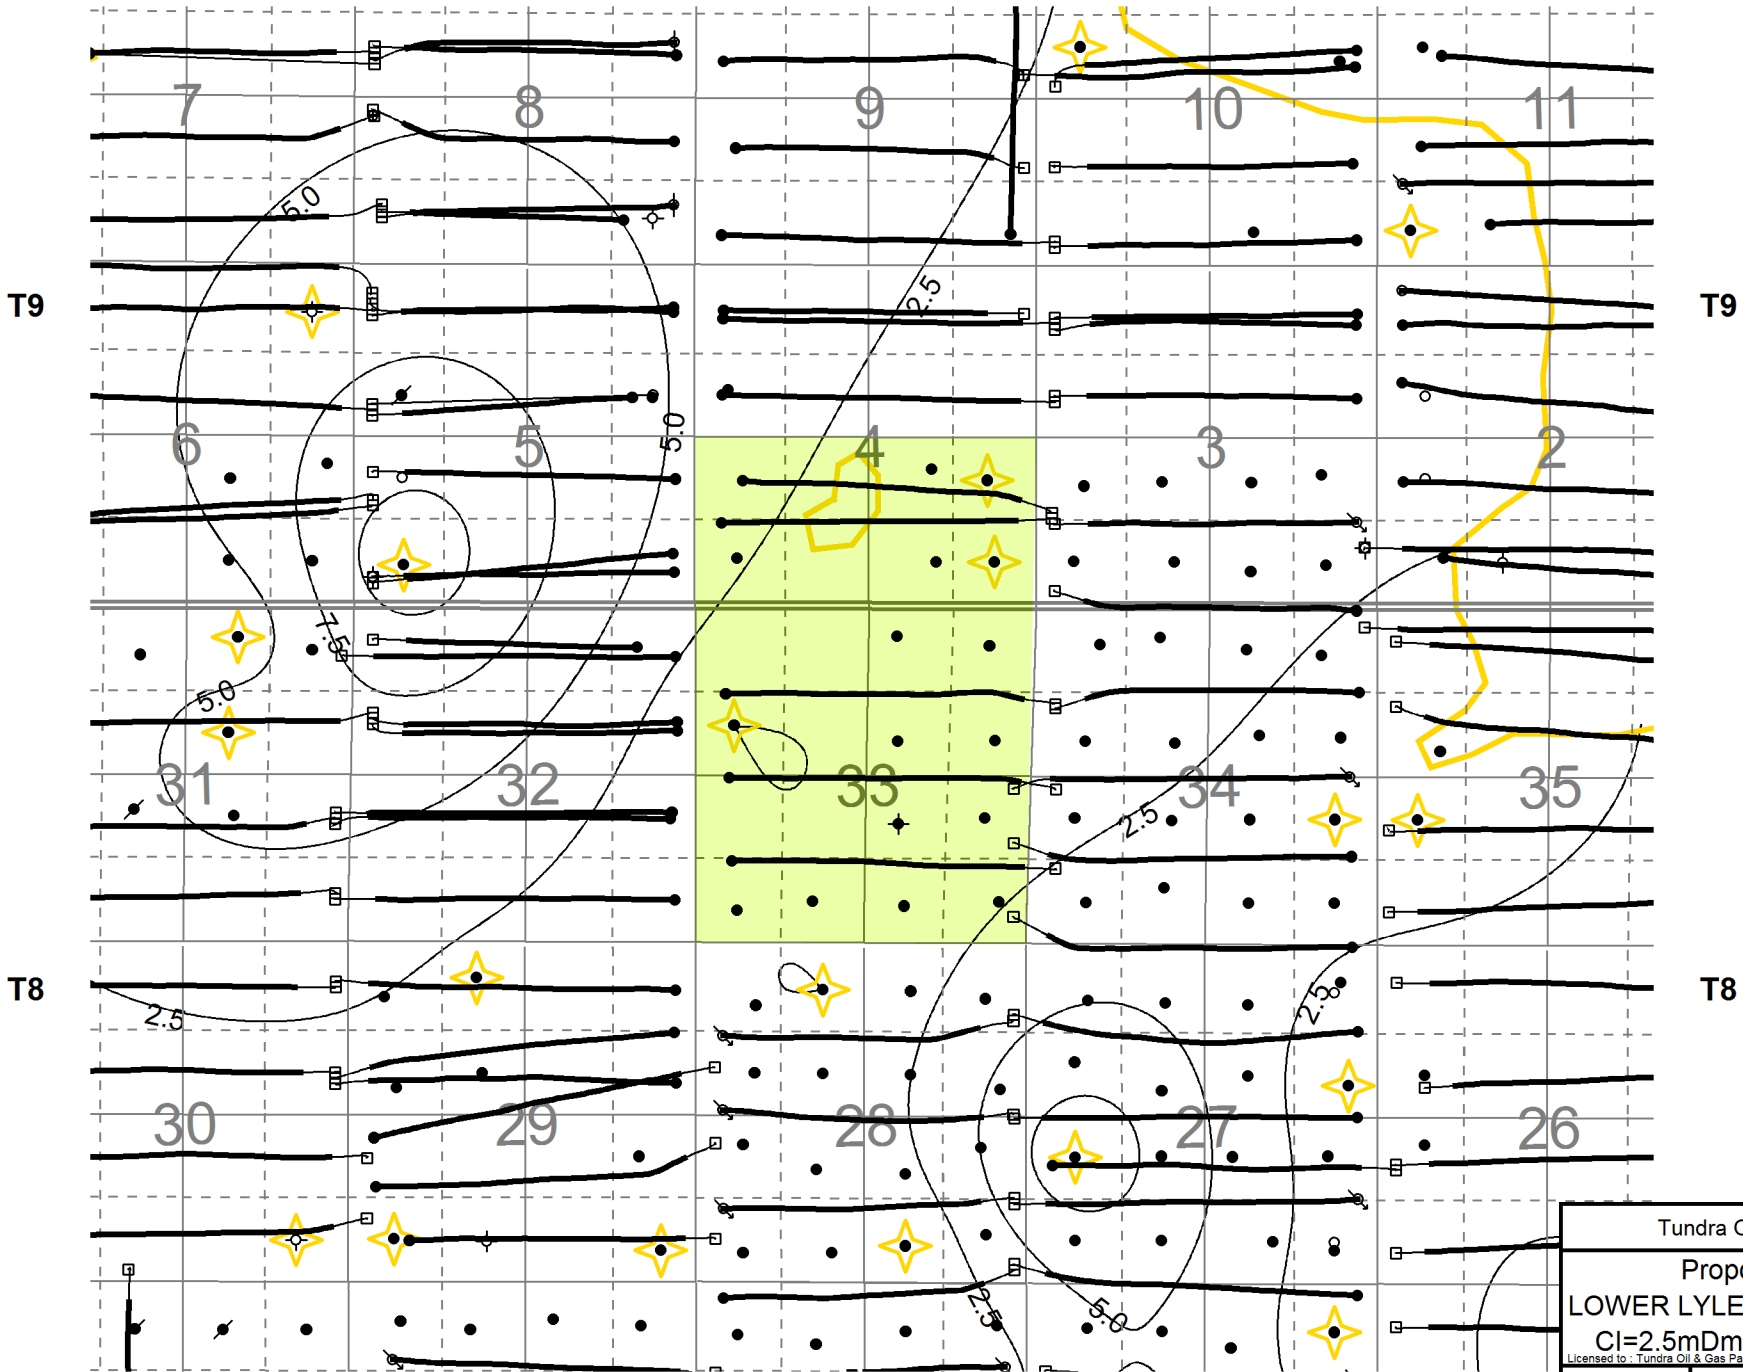 7 8 9 10 11
5.0
2.5
T9 T9
5.0
6 5 4 3 2
7.5
5.0
31 32 33 34 35
2.5
T8 T8
2.5 2.5
30 29 28 27 26
2.5 5.0
Tundra O
Propo
LOWER LYLE
CI=2.5mDm
Licensed to : Tundra Oil & Gas Pa